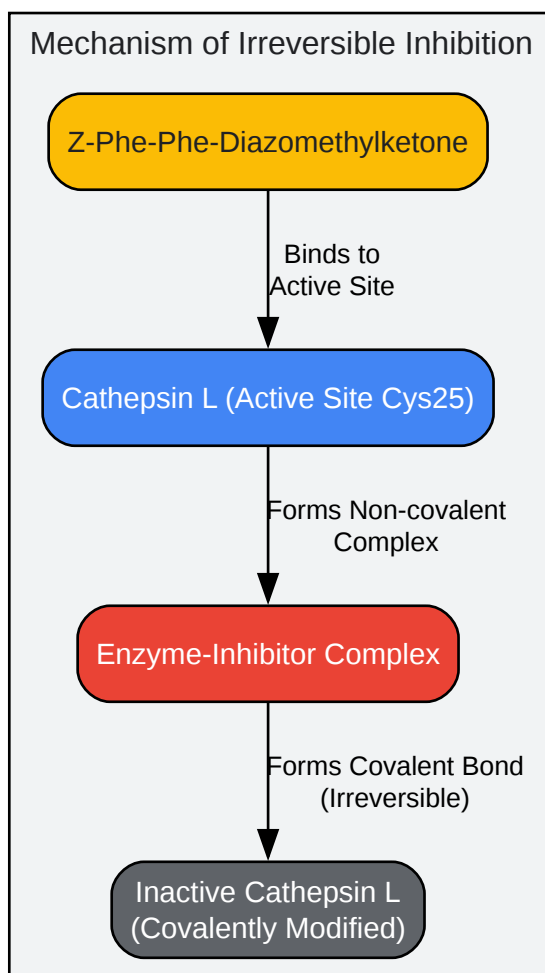 Mechanism of Irreversible Inhibition
Z-Phe-Phe-Diazomethylketone
Binds to
Active Site
Cathepsin L (Active Site Cys25)
Forms Non-covalent
Complex
Enzyme-Inhibitor Complex
Forms Covalent Bond
(Irreversible)
Inactive Cathepsin L
(Covalently Modified)